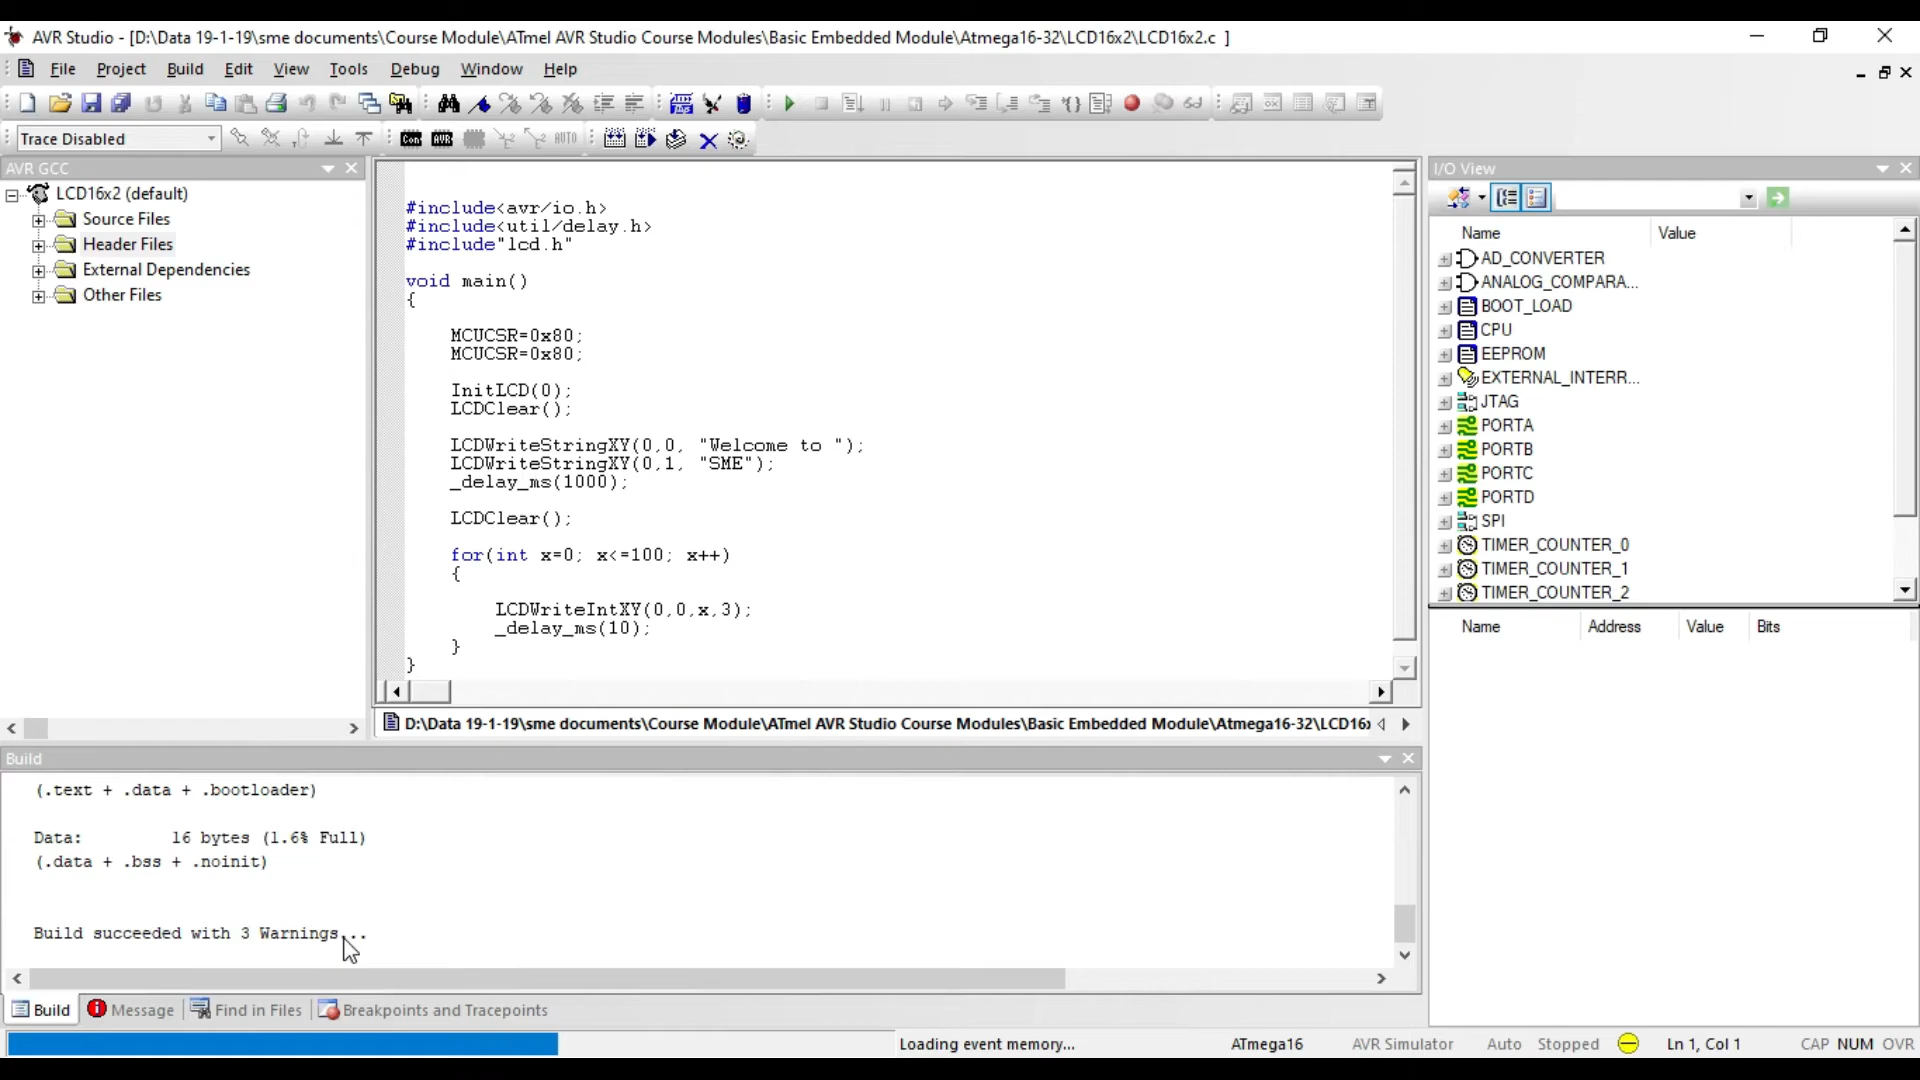 AVR Studio - [D:\Data 19-1-19\sme documents\Course Module\ATmel AVR Studio Course Modules\Basic Embedded Module\Atmega16-32\LCD16x2\LCD16x2.c ]
File Project Build Edit View Tools Debug Window Help
Trace Disabled
Con AVR AUTO
AVR GCC
LCD16x2 (default)
Source Files
Header Files
External Dependencies
Other Files
#include<avr/io.h>
#include<util/delay.h>
#include"lcd.h"
void main()
{
MCUCSR=0x80;
MCUCSR=0x80;
InitLCD(0);
LCDClear();
LCDWriteStringXY(0,0, "Welcome to ");
LCDWriteStringXY(0,1, "SME");
_delay_ms(1000);
LCDClear();
for(int x=0; x<=100; x++)
{
LCDWriteIntXY(0,0,x,3);
_delay_ms(10);
}
}
D:\Data 19-1-19\sme documents\Course Module\ATmel AVR Studio Course Modules\Basic Embedded Module\Atmega16-32\LCD16x
I/O View
Name Value
AD_CONVERTER
ANALOG_COMPARA...
BOOT_LOAD
CPU
EEPROM
EXTERNAL_INTERR...
JTAG
PORTA
PORTB
PORTC
PORTD
SPI
TIMER_COUNTER_0
TIMER_COUNTER_1
TIMER_COUNTER_2
Name Address Value Bits
Build
(.text + .data + .bootloader)
Data: 16 bytes (1.6% Full)
(.data + .bss + .noinit)
Build succeeded with 3 Warnings...
Build Message Find in Files Breakpoints and Tracepoints
Loading event memory... ATmega16 AVR Simulator Auto Stopped Ln 1, Col 1 CAP NUM OVR